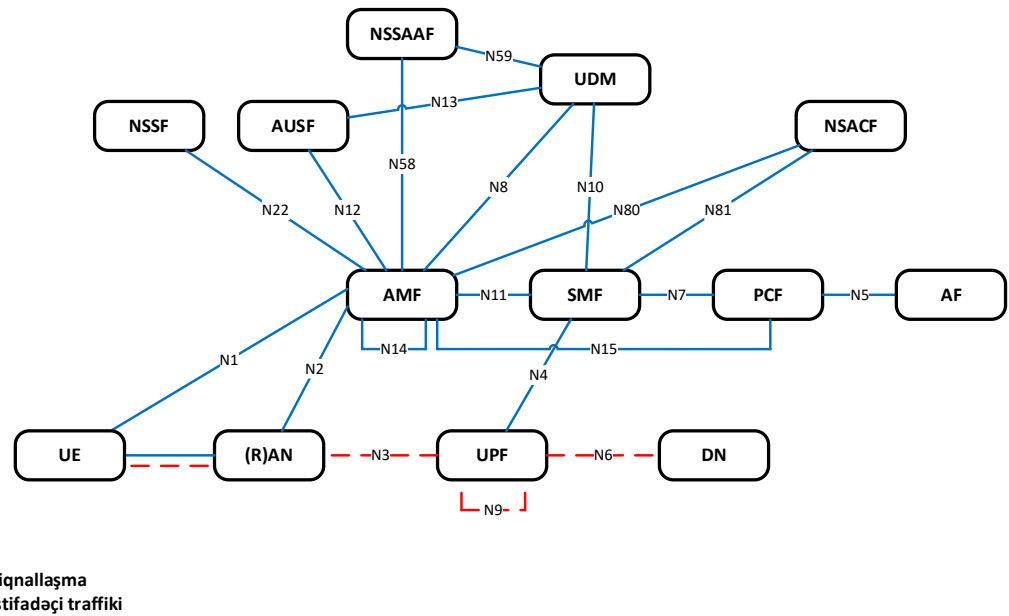 NSSAAF
N59
UDM
N13
NSSF
AUSF
NSACF
N58
N8
N10
N22
N12
N80
N81
AMF
N11
SMF
N7
PCF
N5
AF
N14
N15
N1
N2
N4
UE
(R)AN
N3
UPF
N6
DN
N9
iqnallaşma
stifadəçi traffiki